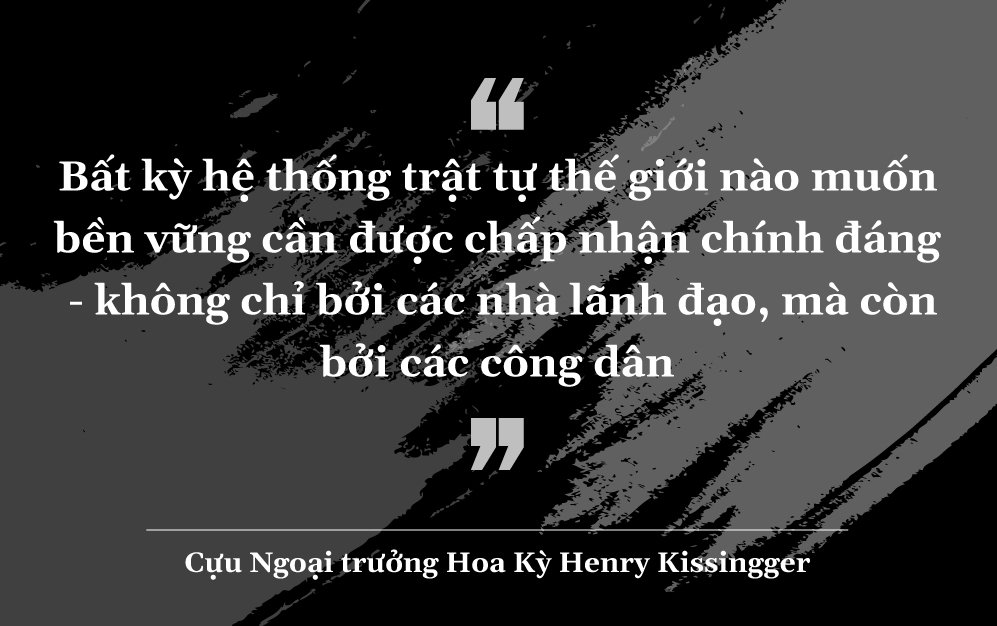 “
Bất kỳ hệ thống trật tự thế giới nào muốn
bền vững cần được chấp nhận chính đáng
- không chỉ bởi các nhà lãnh đạo, mà còn
bởi các công dân
”
Cựu Ngoại trưởng Hoa Kỳ Henry Kissingger